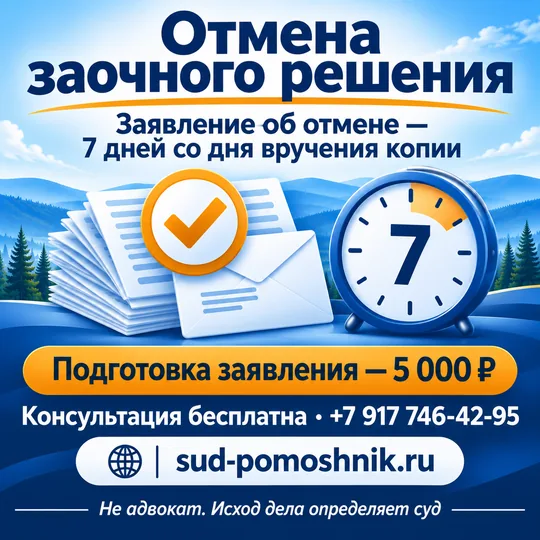 Отмена
заочного решения
Заявление об отмене —
7 дней со дня вручения копии
7
Подготовка заявления — 5 000 ₽
Консультация бесплатна • +7 917 746-42-95
sud-pomoshnik.ru
Не адвокат. Исход дела определяет суд